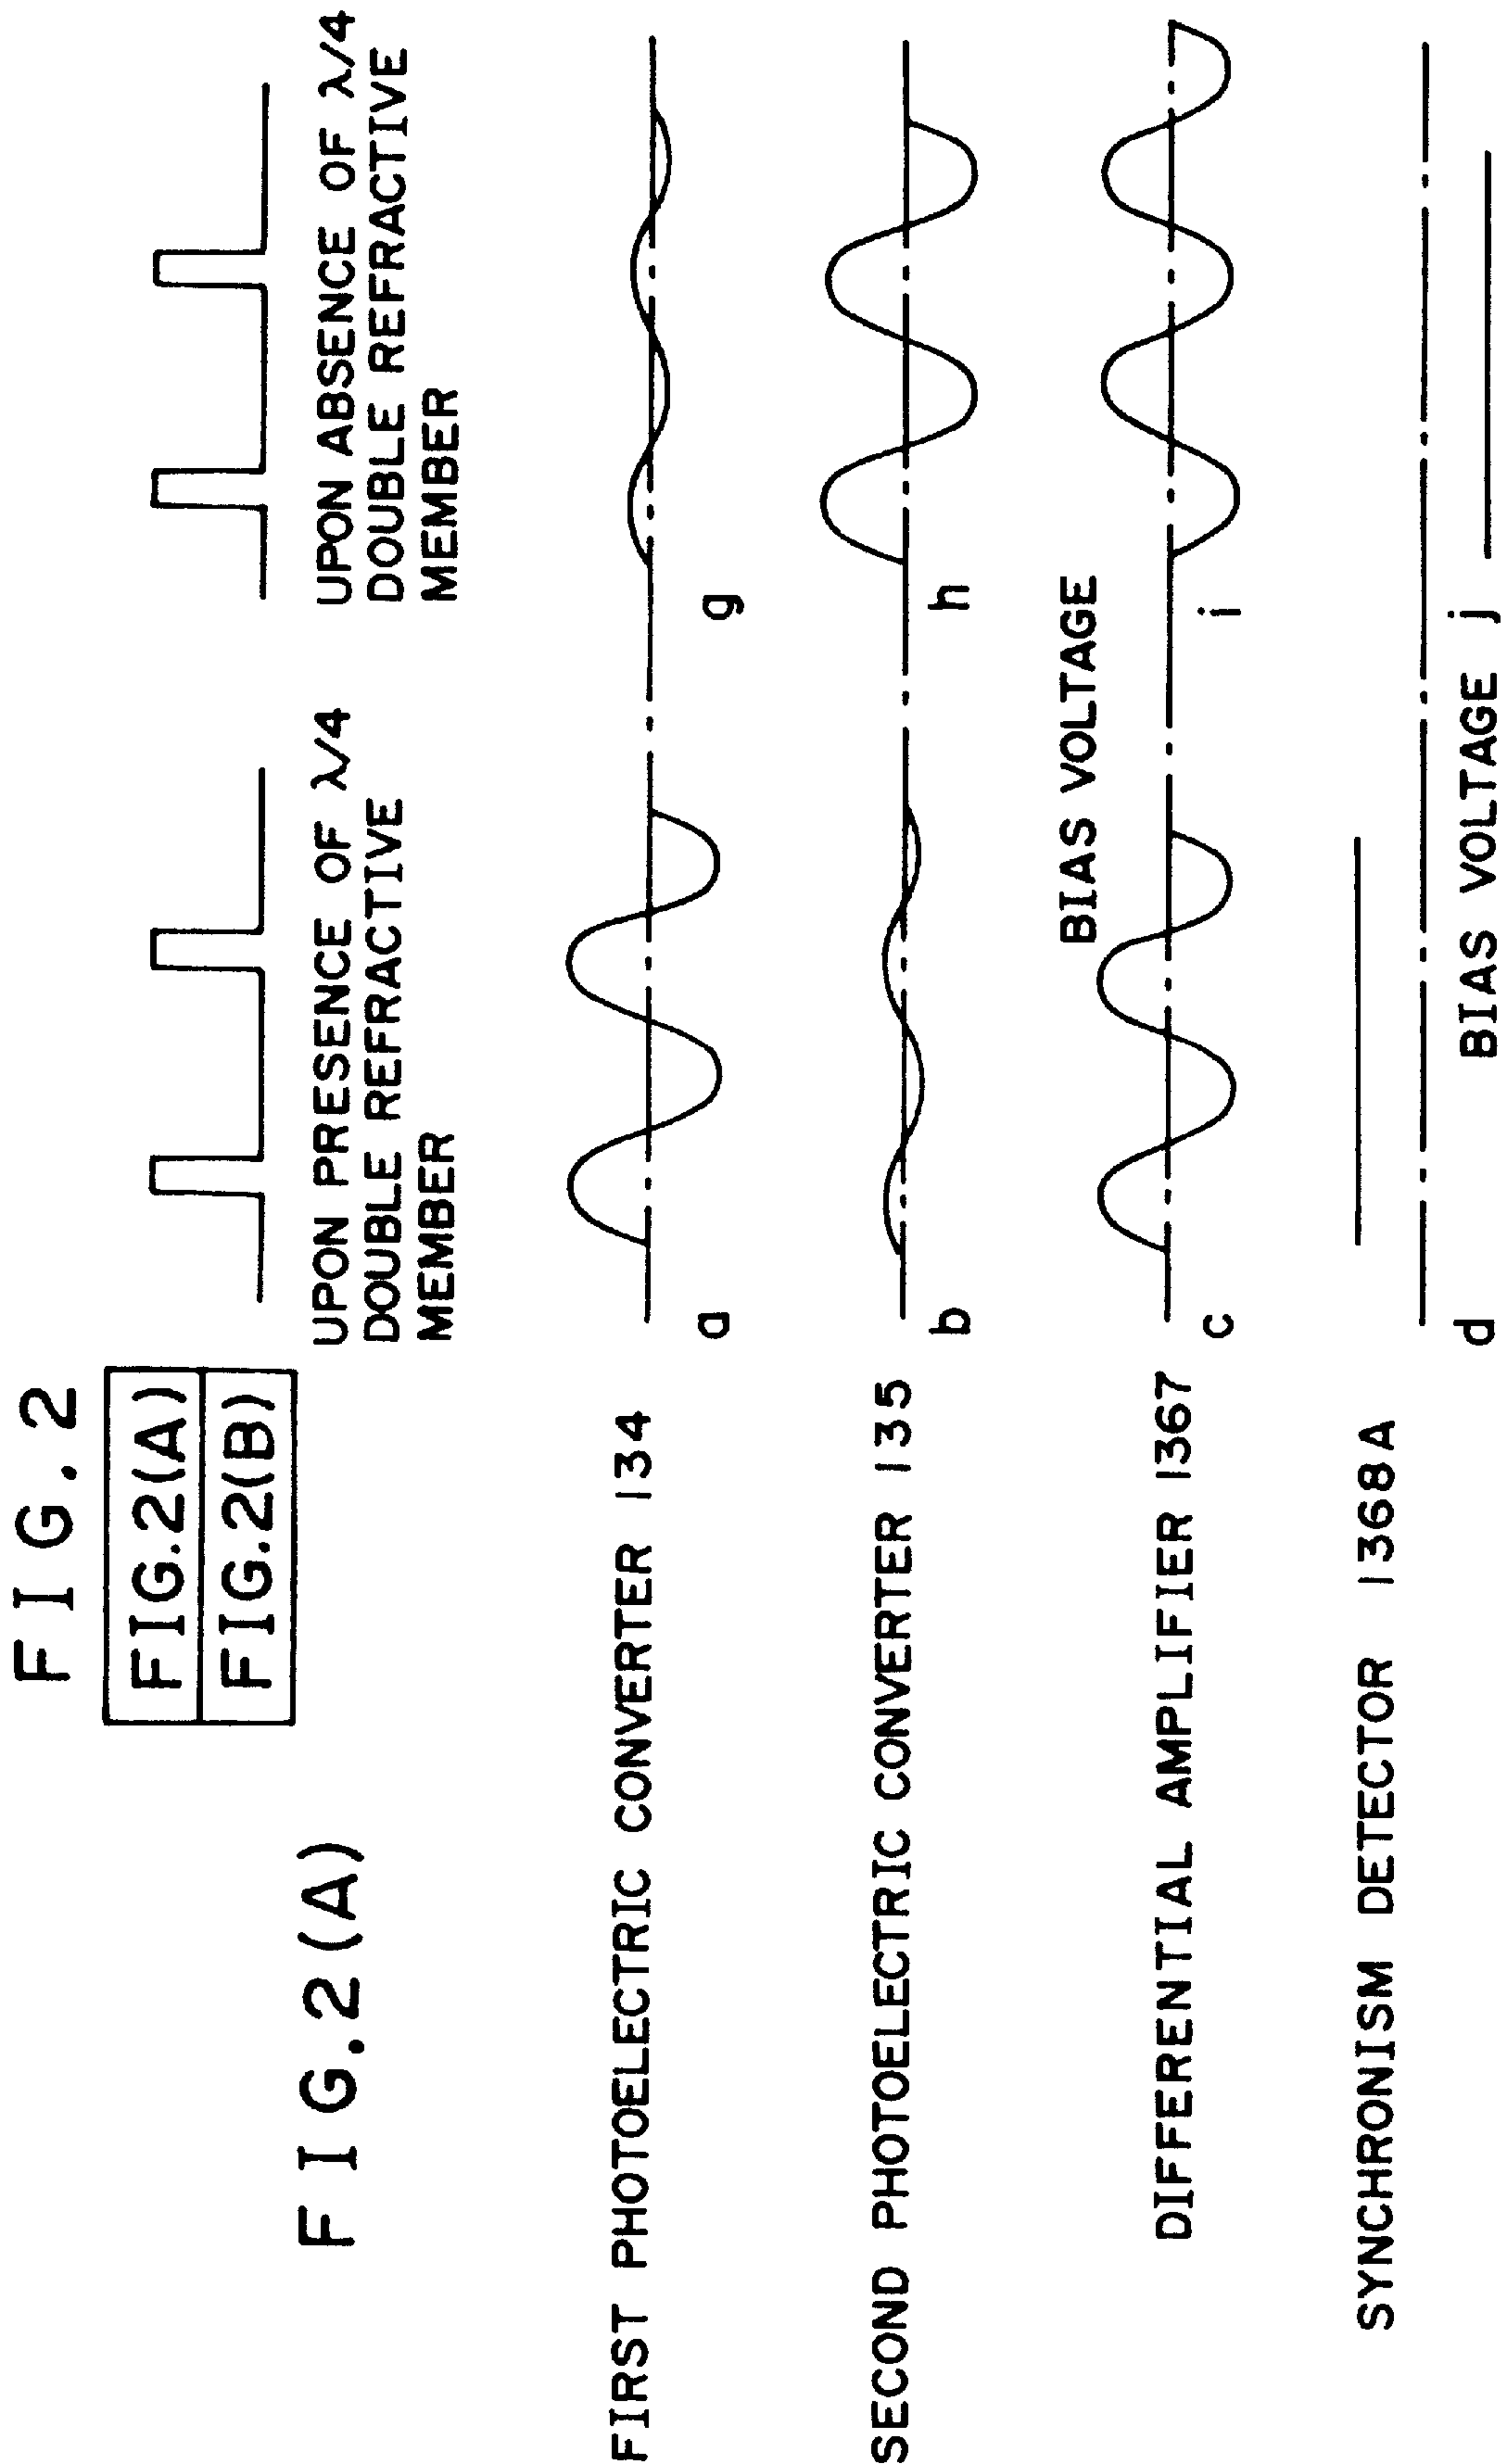 FIG.2
FIG.2(A)
FIG.2(B)
FIG.2(A)
UPON PRESENCE OF λ/4
DOUBLE REFRACTIVE
MEMBER
UPON ABSENCE OF λ/4
DOUBLE REFRACTIVE
MEMBER
FIRST PHOTOELECTRIC CONVERTER 134
a
g
SECOND PHOTOELECTRIC CONVERTER 135
b
h
BIAS VOLTAGE
DIFFERENTIAL AMPLIFIER 1367
c
i
SYNCHRONISM DETECTOR 1368A
d
BIAS VOLTAGE
j